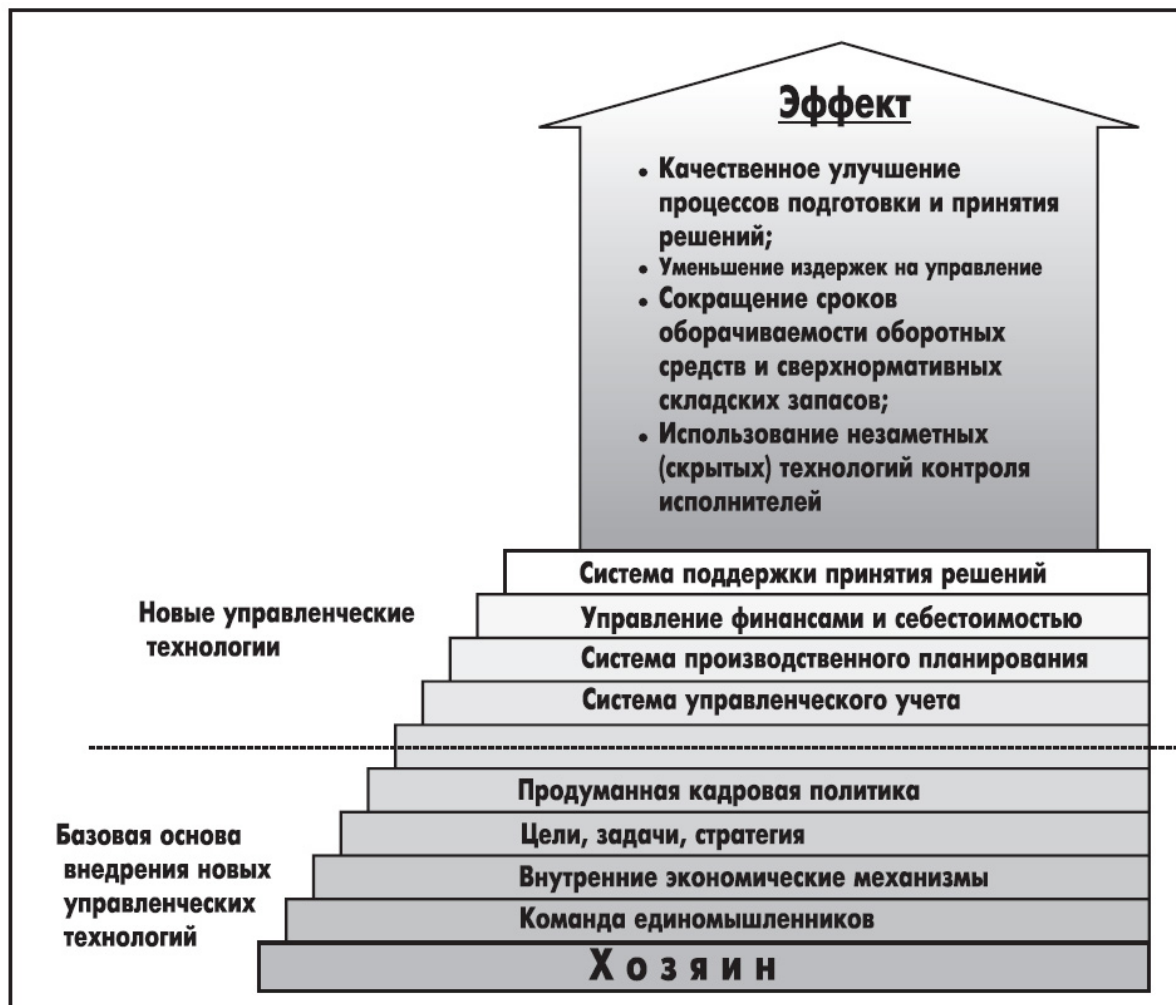 Эффект
• Качественное улучшение
процессов подготовки и принятия
решений;
• Уменьшение издержек на управление
• Сокращение сроков
оборачиваемости оборотных
средств и сверхнормативных
складских запасов;
• Использование незаметных
(скрытых) технологий контроля
исполнителей
Система поддержки принятия решений
Новые управленческие
технологии
Управление финансами и себестоимостью
Система производственного планирования
Система управленческого учета
Продуманная кадровая политика
Базовая основа
внедрения новых
управленческих
технологий
Цели, задачи, стратегия
Внутренние экономические механизмы
Команда единомышленников
Хозяин